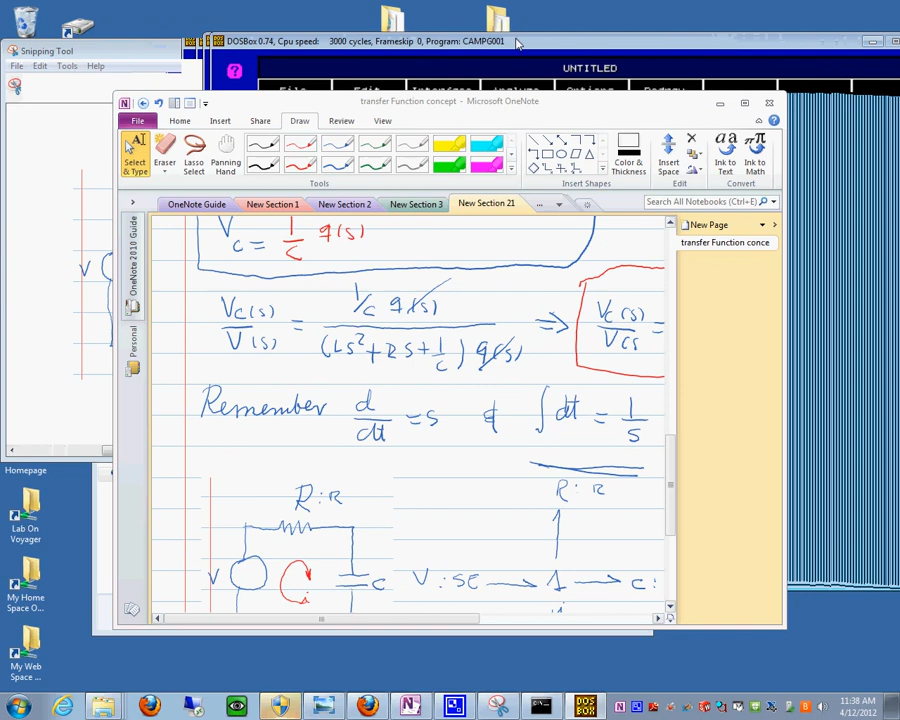 Snipping Tool
File Edit Tools Help
DOSBox 0.74, Cpu speed: 3000 cycles, Frameskip 0, Program: CAMPG001
UNTITLED
transfer Function concept - Microsoft OneNote
File Home Insert Share Draw Review View
Select & Type
Eraser
Lasso Select
Panning Hand
Color & Thickness
Insert Space
Ink to Text
Ink to Math
Tools Insert Shapes Edit Convert
OneNote Guide New Section 1 New Section 2 New Section 3 New Section 21 ...
Search All Notebooks (Ctrl+E)
New Page
transfer Function conce
OneNote 2010 Guide
Personal
V
Vc = 1/c q(s)
Vc(s)/V(s) = 1/c q(s) / (Ls²+Rs+1/c) q(s) ⇒ Vc(s)/V(s =
Remember d/dt = s & ∫dt = 1/s
R:R
R:R
V C V:SE → 1 → C:
i
Homepage
Lab On Voyager
My Home Space O...
My Web Space ...
DOS BOX
11:38 AM
4/12/2012